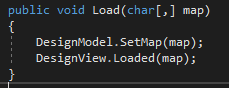 public void Load(char[,] map)
{
DesignModel.SetMap(map);
DesignView.Loaded(map);
}